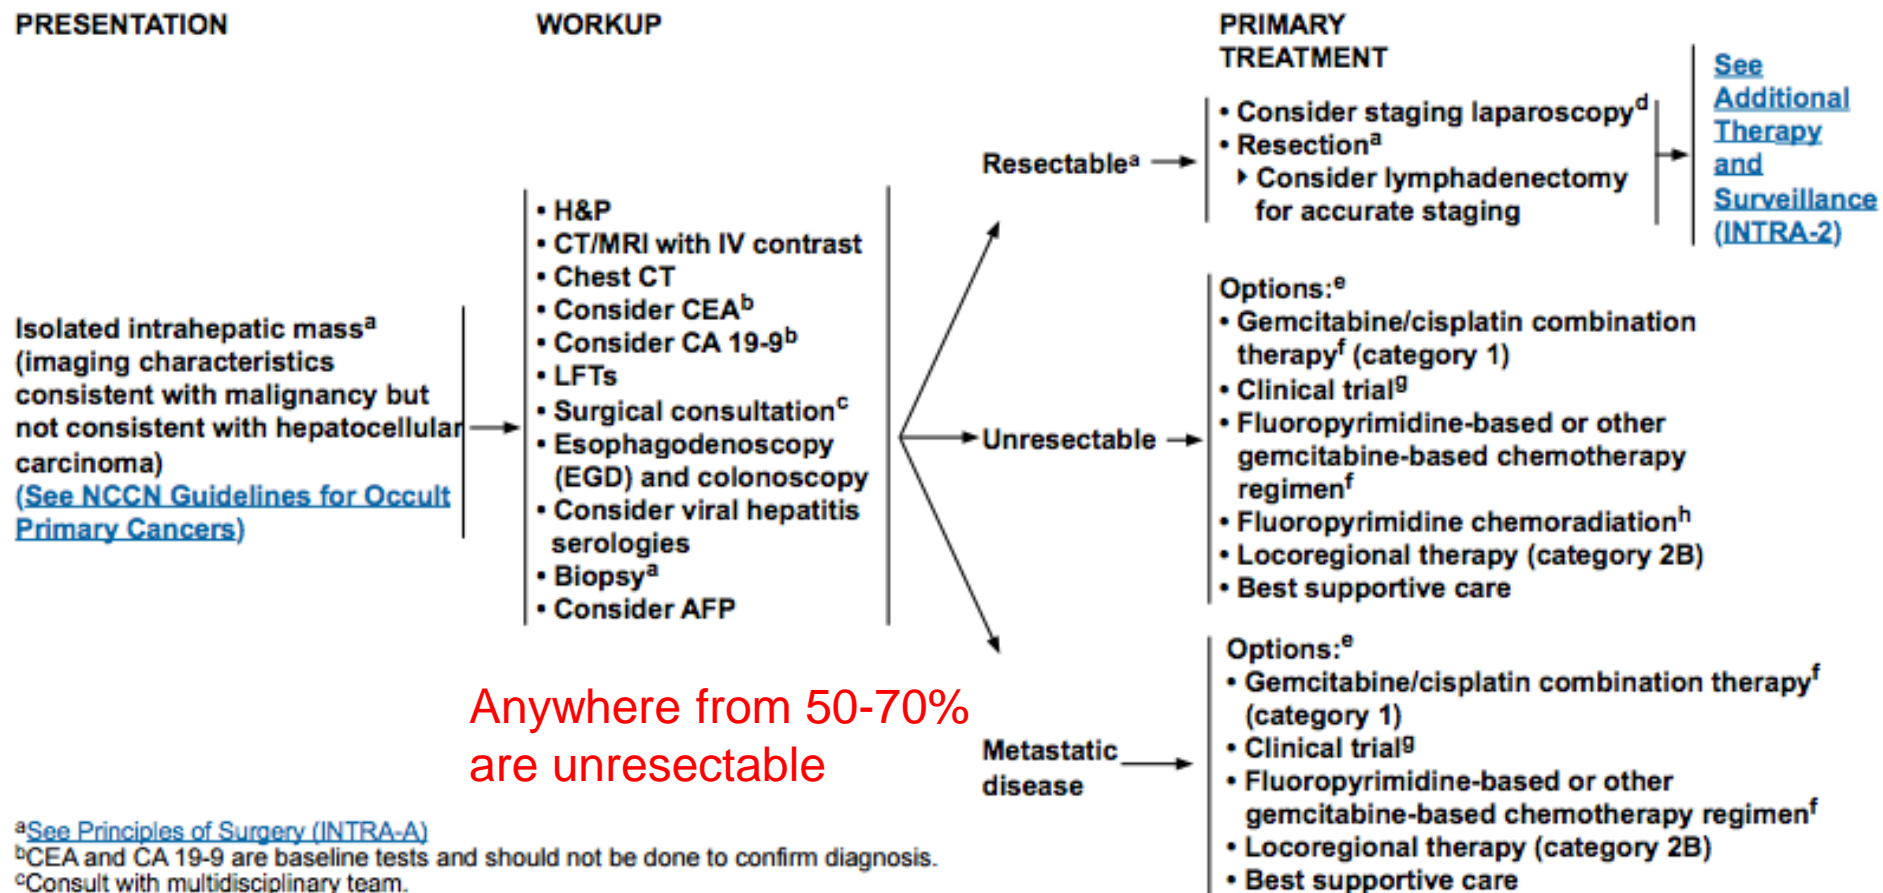 PRESENTATION
WORKUP
PRIMARY
TREATMENT
Isolated intrahepatic massᵃ
(imaging characteristics
consistent with malignancy but
not consistent with hepatocellular
carcinoma)
(See NCCN Guidelines for Occult
Primary Cancers)
• H&P
• CT/MRI with IV contrast
• Chest CT
• Consider CEAᵇ
• Consider CA 19-9ᵇ
• LFTs
• Surgical consultationᶜ
• Esophagodenoscopy
(EGD) and colonoscopy
• Consider viral hepatitis
serologies
• Biopsyᵃ
• Consider AFP
Resectableᵃ
• Consider staging laparoscopyᵈ
• Resectionᵃ
‣ Consider lymphadenectomy
for accurate staging
See
Additional
Therapy
and
Surveillance
(INTRA-2)
Unresectable
Options:ᵉ
• Gemcitabine/cisplatin combination
therapyᶠ (category 1)
• Clinical trialᵍ
• Fluoropyrimidine-based or other
gemcitabine-based chemotherapy
regimenᶠ
• Fluoropyrimidine chemoradiationʰ
• Locoregional therapy (category 2B)
• Best supportive care
Metastatic
disease
Options:ᵉ
• Gemcitabine/cisplatin combination therapyᶠ
(category 1)
• Clinical trialᵍ
• Fluoropyrimidine-based or other
gemcitabine-based chemotherapy regimenᶠ
• Locoregional therapy (category 2B)
• Best supportive care
Anywhere from 50-70%
are unresectable
ᵃSee Principles of Surgery (INTRA-A)
ᵇCEA and CA 19-9 are baseline tests and should not be done to confirm diagnosis.
ᶜConsult with multidisciplinary team.